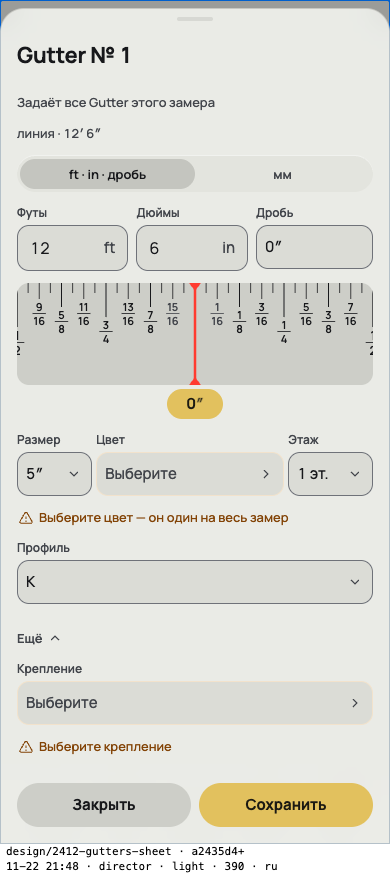 Gutter № 1
Задаёт все Gutter этого замера
линия · 12′ 6″
ft · in · дробь мм
Футы Дюймы Дробь
12 ft 6 in 0″
1/2 9/16 5/8 11/16 3/4 13/16 7/8 15/16 1/16 1/8 3/16 1/4 5/16 3/8 7/16 1/2
0″
Размер Цвет Этаж
5″ Выберите 1 эт.
Выберите цвет — он один на весь замер
Профиль
K
Ещё
Крепление
Выберите
Выберите крепление
Закрыть Сохранить
design/2412-gutters-sheet · a2435d4+
11-22 21:48 · director · light · 390 · ru